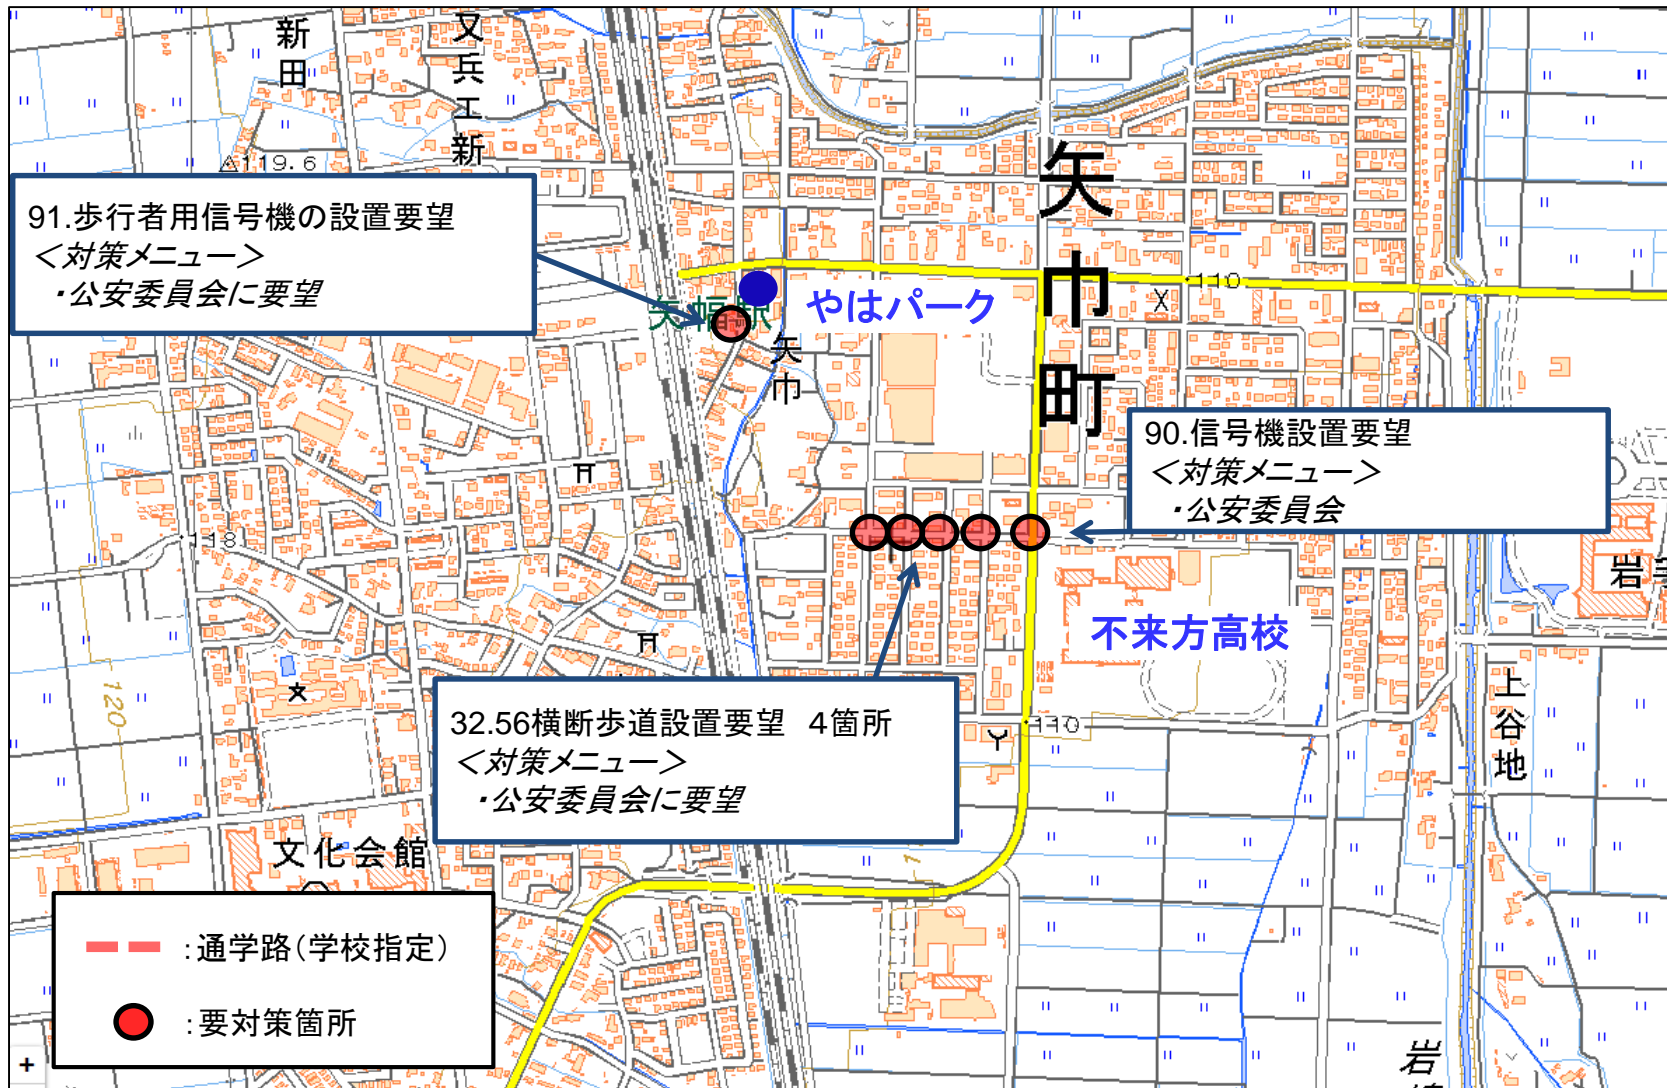 新田
又兵エ新
119.6
91.歩行者用信号機の設置要望
＜対策メニュー＞
・公安委員会に要望
矢巾町
110
矢幅駅
やはパーク
矢巾
90.信号機設置要望
＜対策メニュー＞
・公安委員会
118
岩手
不来方高校
上谷地
32.56横断歩道設置要望　4箇所
＜対策メニュー＞
・公安委員会に要望
110
120
文化会館
：通学路（学校指定）
：要対策箇所
+
岩